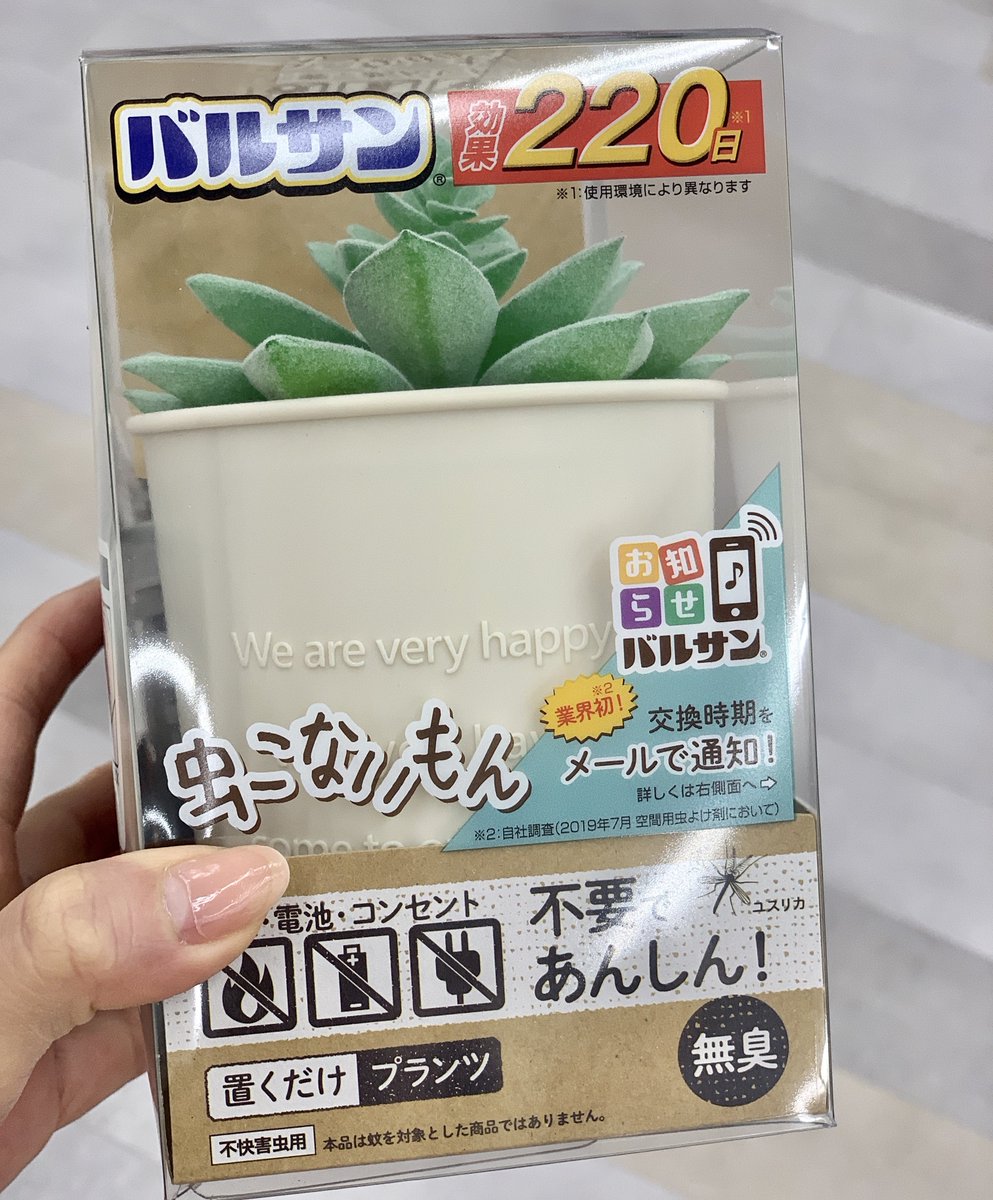 バルサン®
効果220日※1
※1:使用環境により異なります
お知らせ
バルサン®
We are very happy
※2
業界初!
交換時期を
メールで通知!
詳しくは右側面へ⇨
※2:自社調査(2019年7月 空間用虫よけ剤において)
虫こないもん
come to
・電池・コンセント
不要で
あんしん!
ユスリカ
無臭
置くだけ プランツ
不快害虫用 本品は蚊を対象とした商品ではありません。